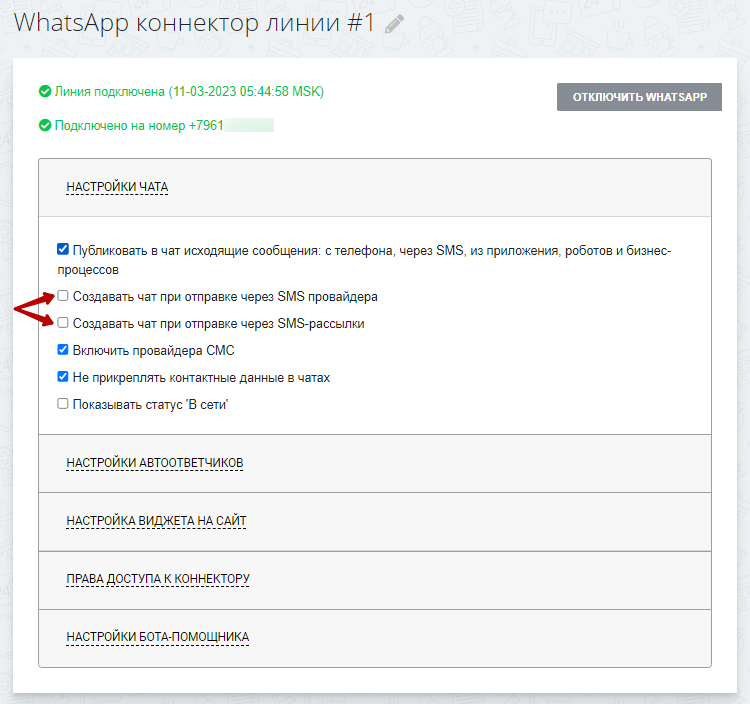 WhatsApp коннектор линии #1
Линия подключена (11-03-2023 05:44:58 MSK)
ОТКЛЮЧИТЬ WHATSAPP
Подключено на номер +7961
НАСТРОЙКИ ЧАТА
Публиковать в чат исходящие сообщения: с телефона, через SMS, из приложения, роботов и бизнес-
процессов
Создавать чат при отправке через SMS провайдера
Создавать чат при отправке через SMS-рассылки
Включить провайдера СМС
Не прикреплять контактные данные в чатах
Показывать статус 'В сети'
НАСТРОЙКИ АВТООТВЕТЧИКОВ
НАСТРОЙКА ВИДЖЕТА НА САЙТ
ПРАВА ДОСТУПА К КОННЕКТОРУ
НАСТРОЙКИ БОТА-ПОМОЩНИКА